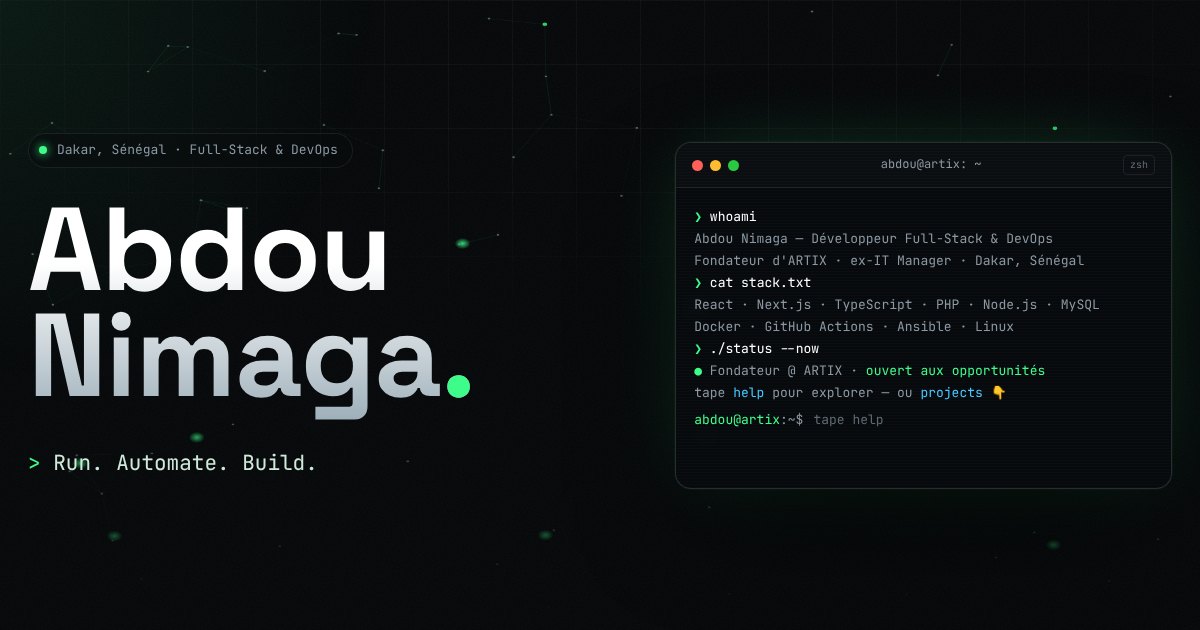 Dakar, Sénégal · Full-Stack & DevOps
Abdou
Nimaga.
> Run. Automate. Build.
abdou@artix: ~
zsh
❯ whoami
Abdou Nimaga — Développeur Full-Stack & DevOps
Fondateur d'ARTIX · ex-IT Manager · Dakar, Sénégal
❯ cat stack.txt
React · Next.js · TypeScript · PHP · Node.js · MySQL
Docker · GitHub Actions · Ansible · Linux
❯ ./status --now
● Fondateur @ ARTIX · ouvert aux opportunités
tape help pour explorer — ou projects 👇
abdou@artix:~$ tape help